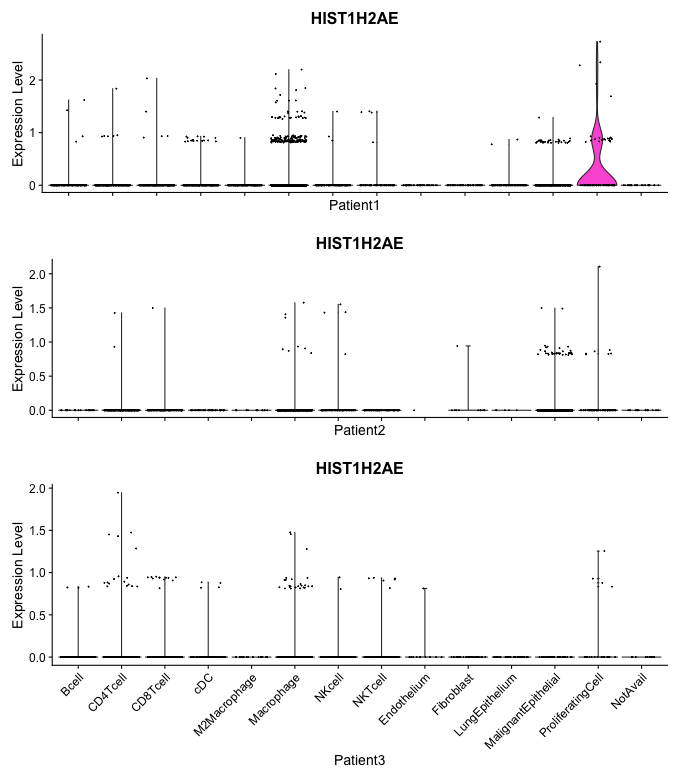 HIST1H2AE
Expression Level
2
1
0
Patient1
HIST1H2AE
Expression Level
2.0
1.5
1.0
0.5
0.0
Patient2
HIST1H2AE
Expression Level
2.0
1.5
1.0
0.5
0.0
Bcell
CD4Tcell
CD8Tcell
cDC
M2Macrophage
Macrophage
NKcell
NKTcell
Endothelium
Fibroblast
LungEpithelium
MalignantEpithelial
ProliferatingCell
NotAvail
Patient3